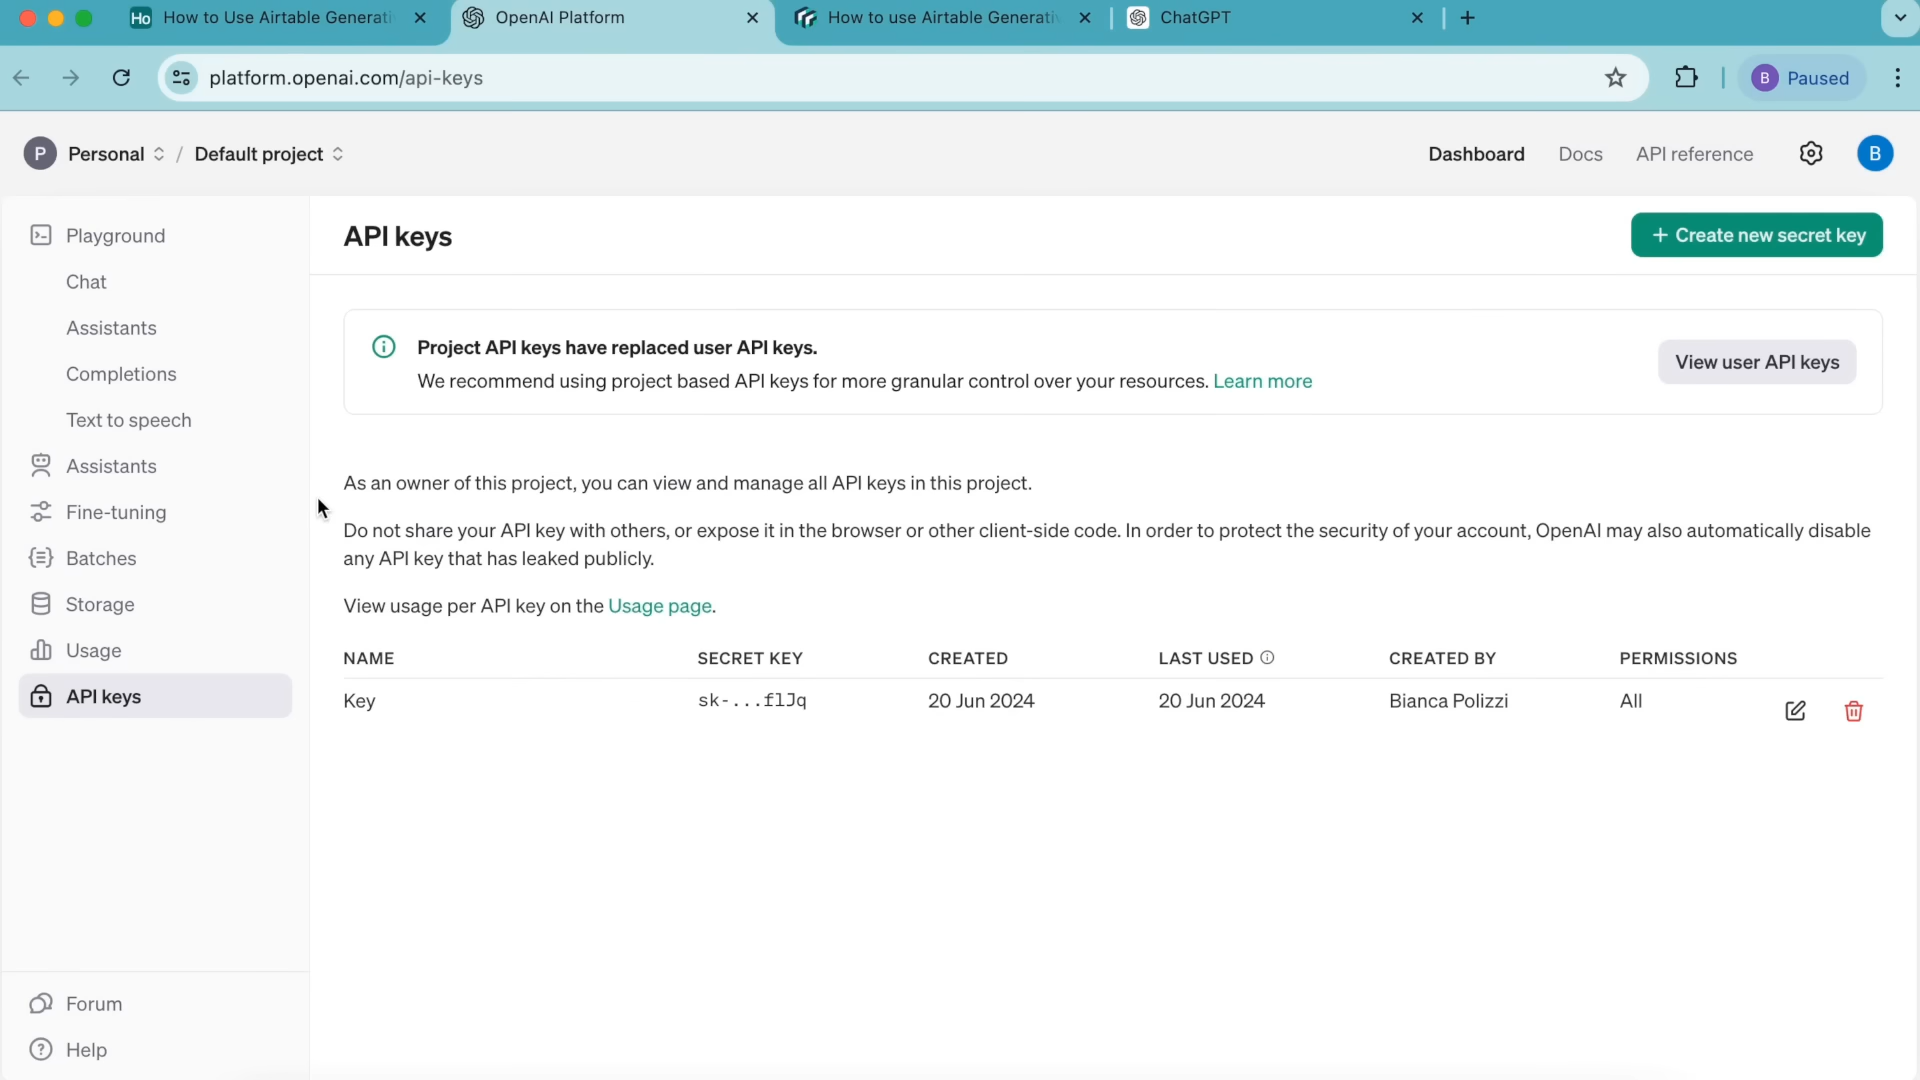 Ho How to Use Airtable Generati
OpenAI Platform
How to use Airtable Generativ
ChatGPT
platform.openai.com/api-keys
B Paused
P Personal / Default project
Dashboard Docs API reference B
Playground
Chat
Assistants
Completions
Text to speech
Assistants
Fine-tuning
Batches
Storage
Usage
API keys
Forum
Help
API keys
+ Create new secret key
Project API keys have replaced user API keys.
We recommend using project based API keys for more granular control over your resources. Learn more
View user API keys
As an owner of this project, you can view and manage all API keys in this project.
Do not share your API key with others, or expose it in the browser or other client-side code. In order to protect the security of your account, OpenAI may also automatically disable
any API key that has leaked publicly.
View usage per API key on the Usage page.
NAME SECRET KEY CREATED LAST USED CREATED BY PERMISSIONS
Key sk-...flJq 20 Jun 2024 20 Jun 2024 Bianca Polizzi All